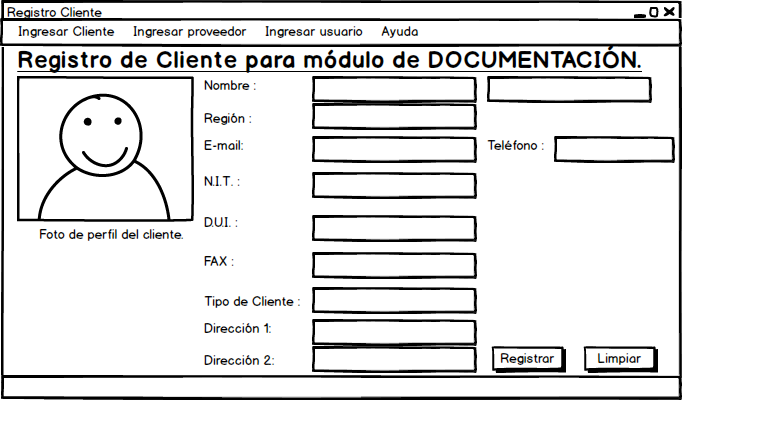 Registro Cliente
Ingresar Cliente Ingresar proveedor Ingresar usuario Ayuda
Registro de Cliente para módulo de DOCUMENTACIÓN.
Nombre :
Región :
E-mail: Teléfono :
N.I.T. :
D.U.I. :
Foto de perfil del cliente.
FAX :
Tipo de Cliente :
Dirección 1:
Dirección 2: Registrar Limpiar